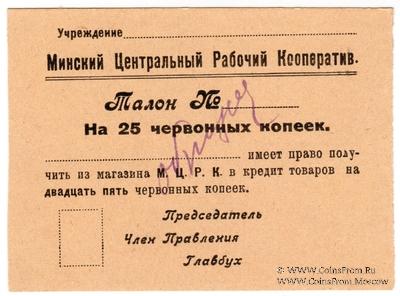 Учреждение
Минский Центральный Рабочий Кооператив.
Талон №
На 25 червонных копеек.
имеет право полу-
чить из магазина М. Ц. Р. К. в кредит товаров на
двадцать пять червонных копеек.
Председатель
Член Правления
Главбух
образец
© www.CoinsFrom.Ru
www.CoinsFrom.Moscow